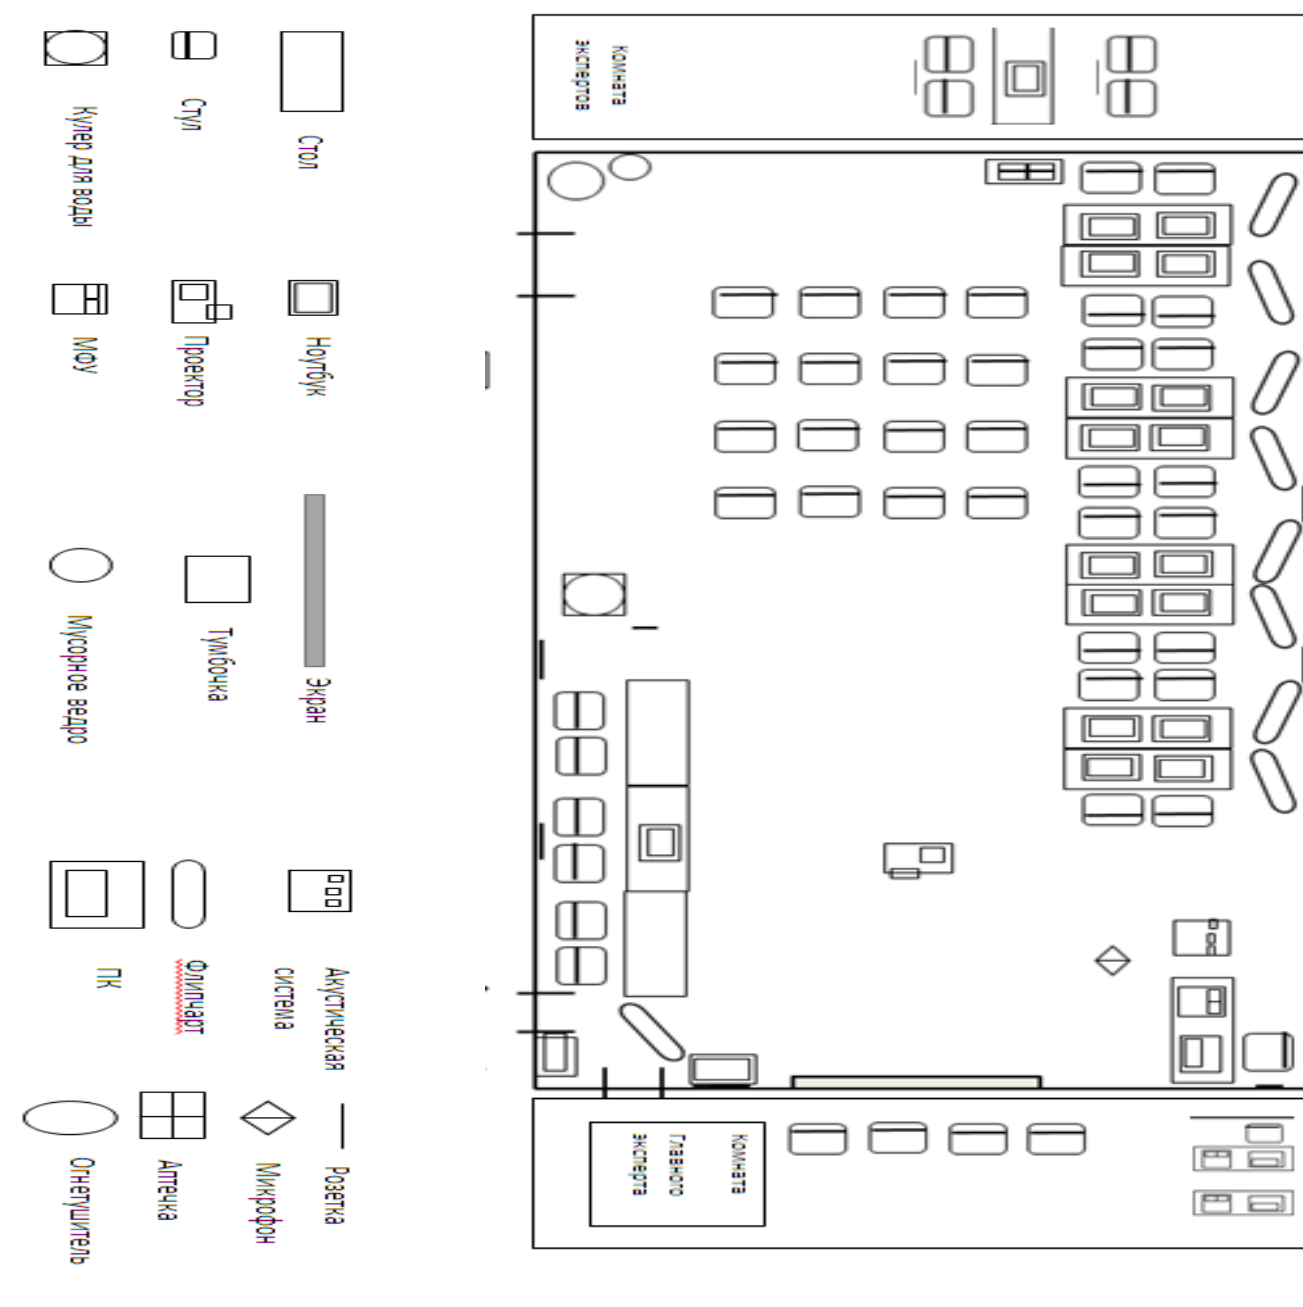 Стол
Стул
Кулер для воды
Ноутбук
Проектор
МФУ
Экран
Тумбочка
Мусорное ведро
Акустическая
система
Флипчарт
ПК
Розетка
Микрофон
Аптечка
Огнетушитель
Комната
экспертов
Комната
Главного
эксперта